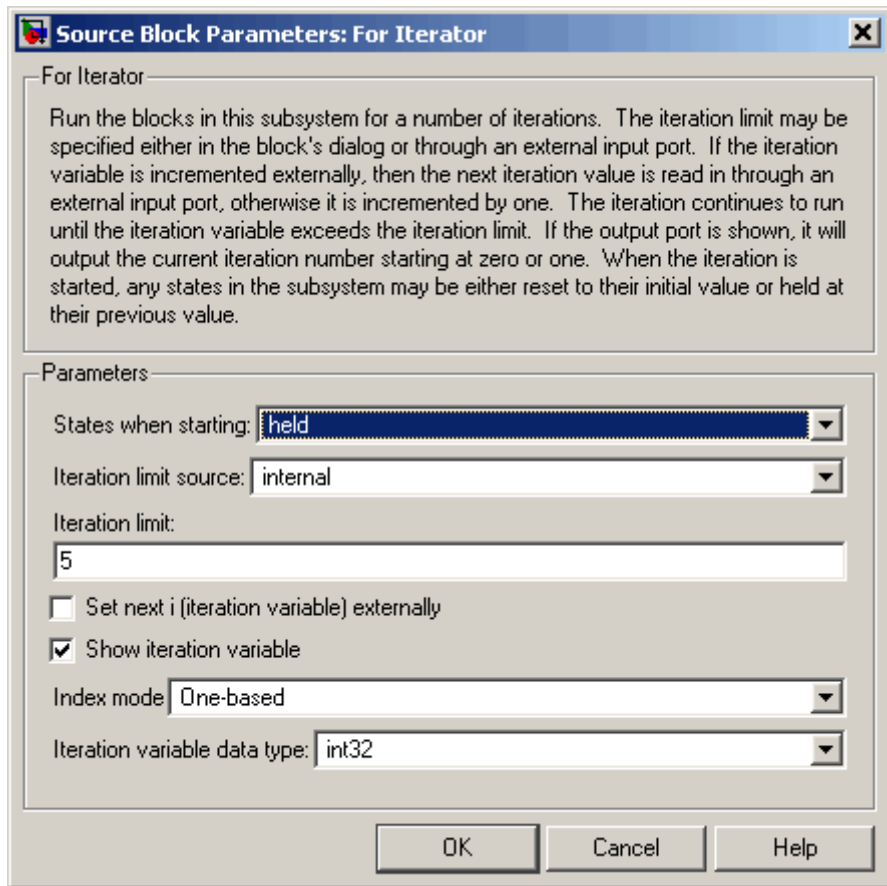 Source Block Parameters: For Iterator
For Iterator
Run the blocks in this subsystem for a number of iterations.  The iteration limit may be
specified either in the block's dialog or through an external input port.  If the iteration
variable is incremented externally, then the next iteration value is read in through an
external input port, otherwise it is incremented by one.  The iteration continues to run
until the iteration variable exceeds the iteration limit.  If the output port is shown, it will
output the current iteration number starting at zero or one.  When the iteration is
started, any states in the subsystem may be either reset to their initial value or held at
their previous value.
Parameters
States when starting: held
Iteration limit source: internal
Iteration limit:
5
Set next i (iteration variable) externally
Show iteration variable
Index mode One-based
Iteration variable data type: int32
OK Cancel Help